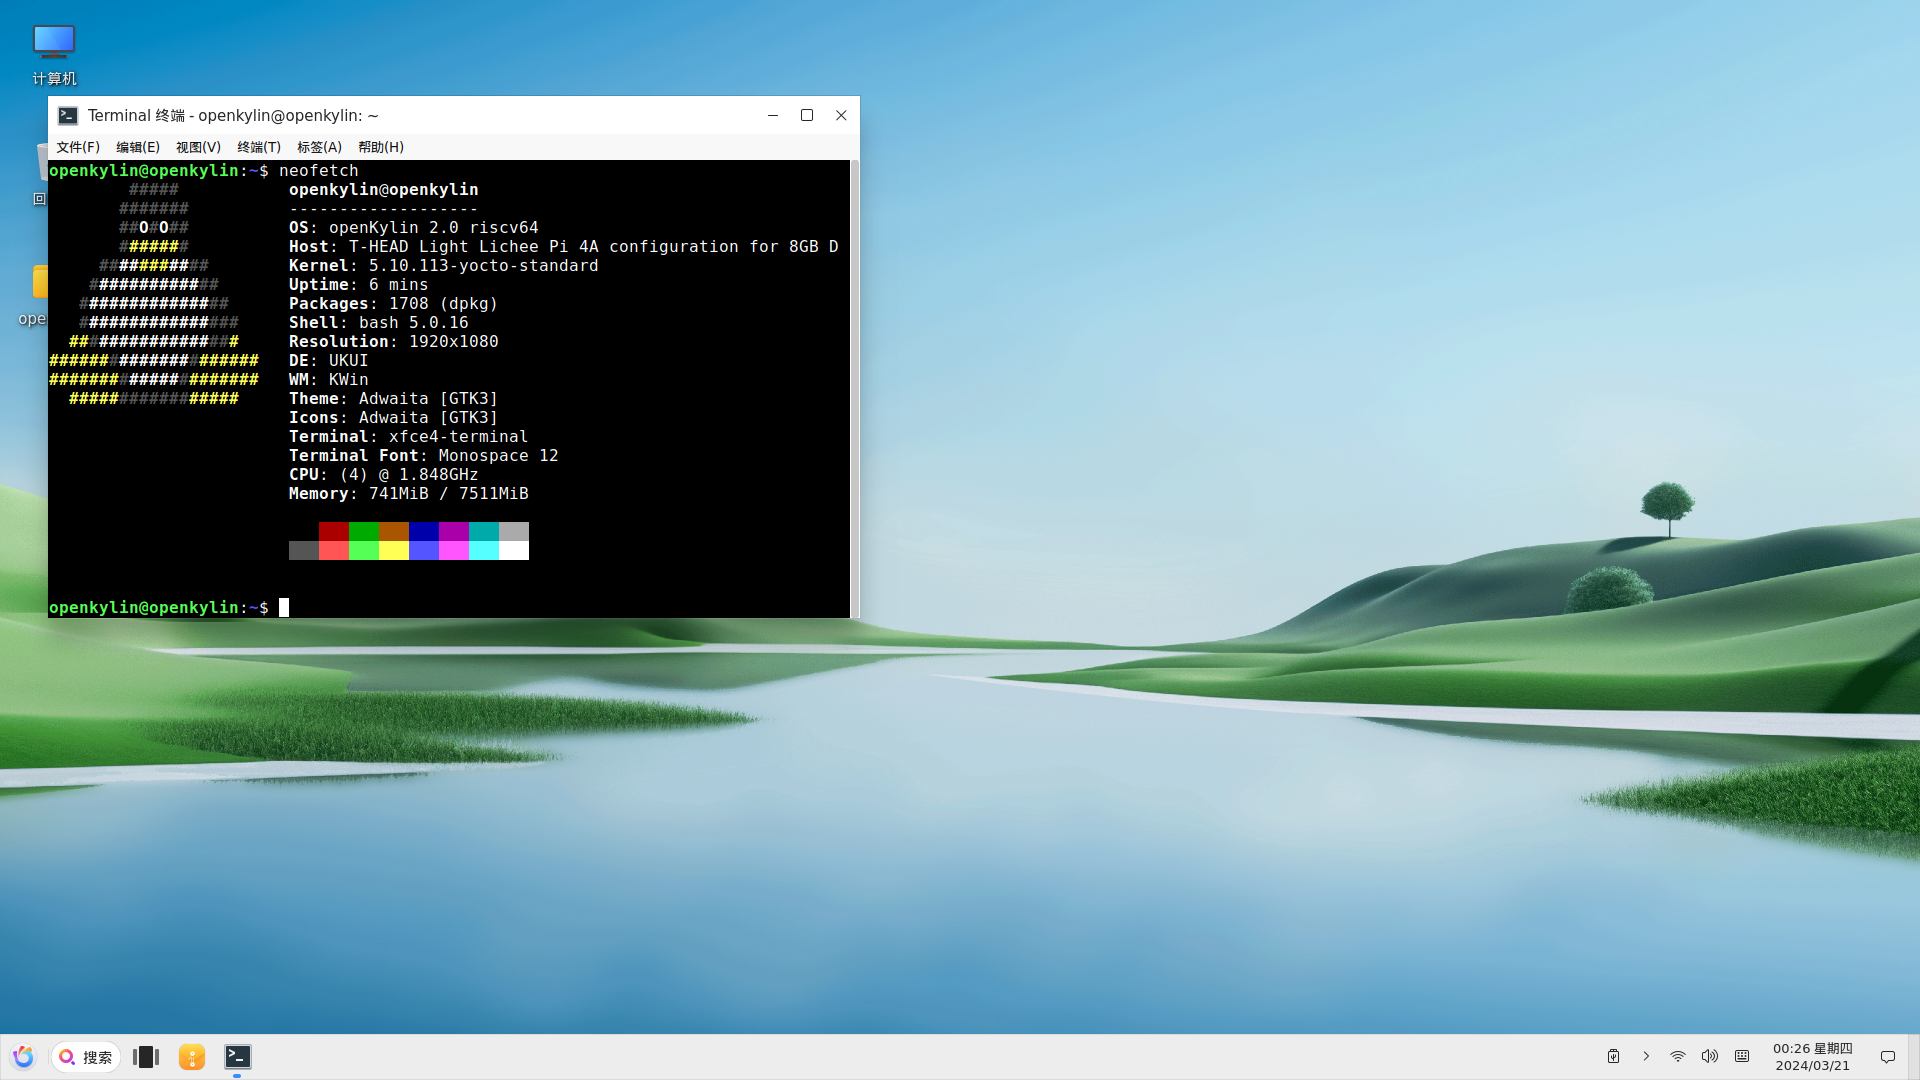 计算机
回
ope
Terminal 终端 - openkylin@openkylin: ~
文件(F) 编辑(E) 视图(V) 终端(T) 标签(A) 帮助(H)
openkylin@openkylin:~$ neofetch
##### openkylin@openkylin
####### -------------------
##O#O## OS: openKylin 2.0 riscv64
####### Host: T-HEAD Light Lichee Pi 4A configuration for 8GB D
########### Kernel: 5.10.113-yocto-standard
############# Uptime: 6 mins
############### Packages: 1708 (dpkg)
################ Shell: bash 5.0.16
################# Resolution: 1920x1080
##################### DE: UKUI
##################### WM: KWin
################# Theme: Adwaita [GTK3]
Icons: Adwaita [GTK3]
Terminal: xfce4-terminal
Terminal Font: Monospace 12
CPU: (4) @ 1.848GHz
Memory: 741MiB / 7511MiB
openkylin@openkylin:~$
搜索
00:26 星期四
2024/03/21